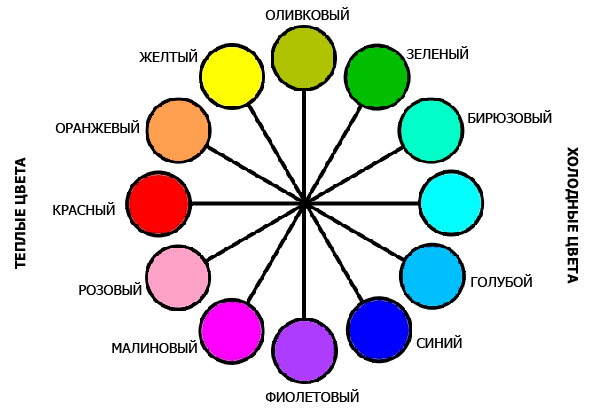 ОЛИВКОВЫЙ
ЖЕЛТЫЙ
ЗЕЛЕНЫЙ
ОРАНЖЕВЫЙ
БИРЮЗОВЫЙ
ТЕПЛЫЕ ЦВЕТА
ХОЛОДНЫЕ ЦВЕТА
КРАСНЫЙ
РОЗОВЫЙ
ГОЛУБОЙ
МАЛИНОВЫЙ
СИНИЙ
ФИОЛЕТОВЫЙ